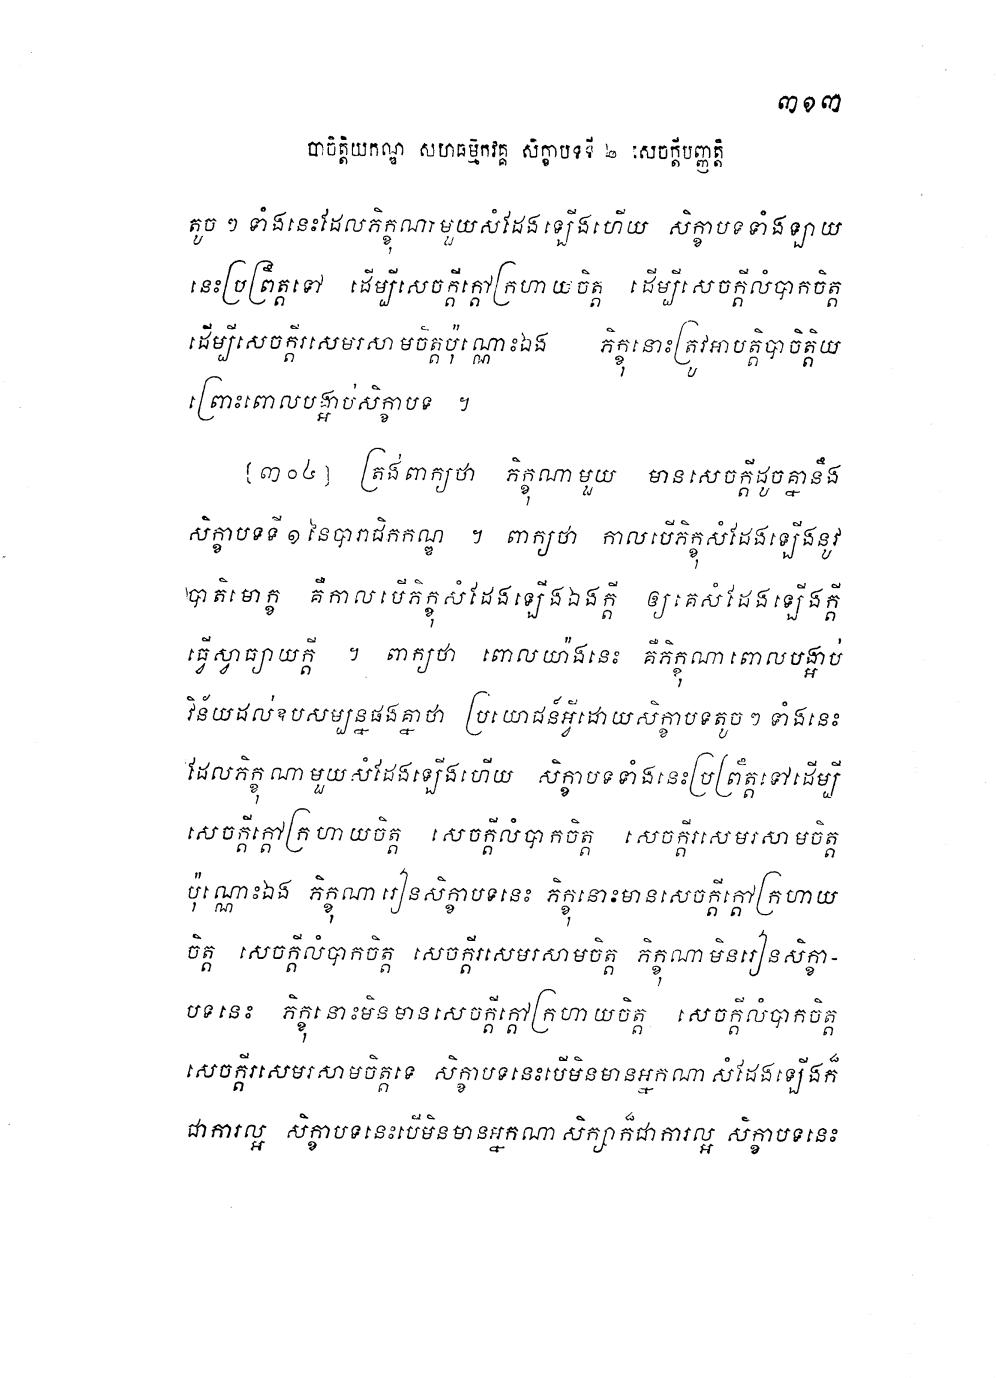 ៣១៣
បាចិត្តិយកណ្ឌ សហធម្មិកវគ្គ សិក្ខាបទទី ២ សេចក្តីបញ្ញត្តិ
តូច ៗ ទាំងនេះដែលភិក្ខុណាមួយសំដែងឡើងហើយ សិក្ខាបទទាំងឡាយ
នេះប្រព្រឹត្តទៅ ដើម្បីសេចក្តីក្តៅក្រហាយចិត្ត ដើម្បីសេចក្តីលំបាកចិត្ត
ដើម្បីសេចក្តីរសេមរសាមចិត្តប៉ុណ្ណោះឯង ភិក្ខុនោះត្រូវអាបត្តិបាចិត្តិយ
ព្រោះពោលបង្អាប់សិក្ខាបទ ។
[៣០៤] ត្រង់ពាក្យថា ភិក្ខុណាមួយ មានសេចក្តីដូចគ្នានឹង
សិក្ខាបទទី ១ នៃបារាជិកកណ្ឌ ។ ពាក្យថា កាលបើភិក្ខុសំដែងឡើងនូវ
បាតិមោក្ខ គឺកាលបើភិក្ខុសំដែងឡើងឯងក្តី ឲ្យគេសំដែងឡើងក្តី
ធ្វើស្វាធ្យាយក្តី ។ ពាក្យថា ពោលយ៉ាងនេះ គឺភិក្ខុណាពោលបង្អាប់
វិន័យដល់ឧបសម្បន្នផងគ្នាថា ប្រយោជន៍អ្វីដោយសិក្ខាបទតូច ៗ ទាំងនេះ
ដែលភិក្ខុណាមួយសំដែងឡើងហើយ សិក្ខាបទទាំងនេះប្រព្រឹត្តទៅដើម្បី
សេចក្តីក្តៅក្រហាយចិត្ត សេចក្តីលំបាកចិត្ត សេចក្តីរសេមរសាមចិត្ត
ប៉ុណ្ណោះឯង ភិក្ខុណារៀនសិក្ខាបទនេះ ភិក្ខុនោះមានសេចក្តីក្តៅក្រហាយ
ចិត្ត សេចក្តីលំបាកចិត្ត សេចក្តីរសេមរសាមចិត្ត ភិក្ខុណាមិនរៀនសិក្ខា-
បទនេះ ភិក្ខុនោះមិនមានសេចក្តីក្តៅក្រហាយចិត្ត សេចក្តីលំបាកចិត្ត
សេចក្តីរសេមរសាមចិត្តទេ សិក្ខាបទនេះបើមិនមានអ្នកណាសំដែងឡើងក៏
ជាការល្អ សិក្ខាបទនេះបើមិនមានអ្នកណាសិក្សាក៏ជាការល្អ សិក្ខាបទនេះ